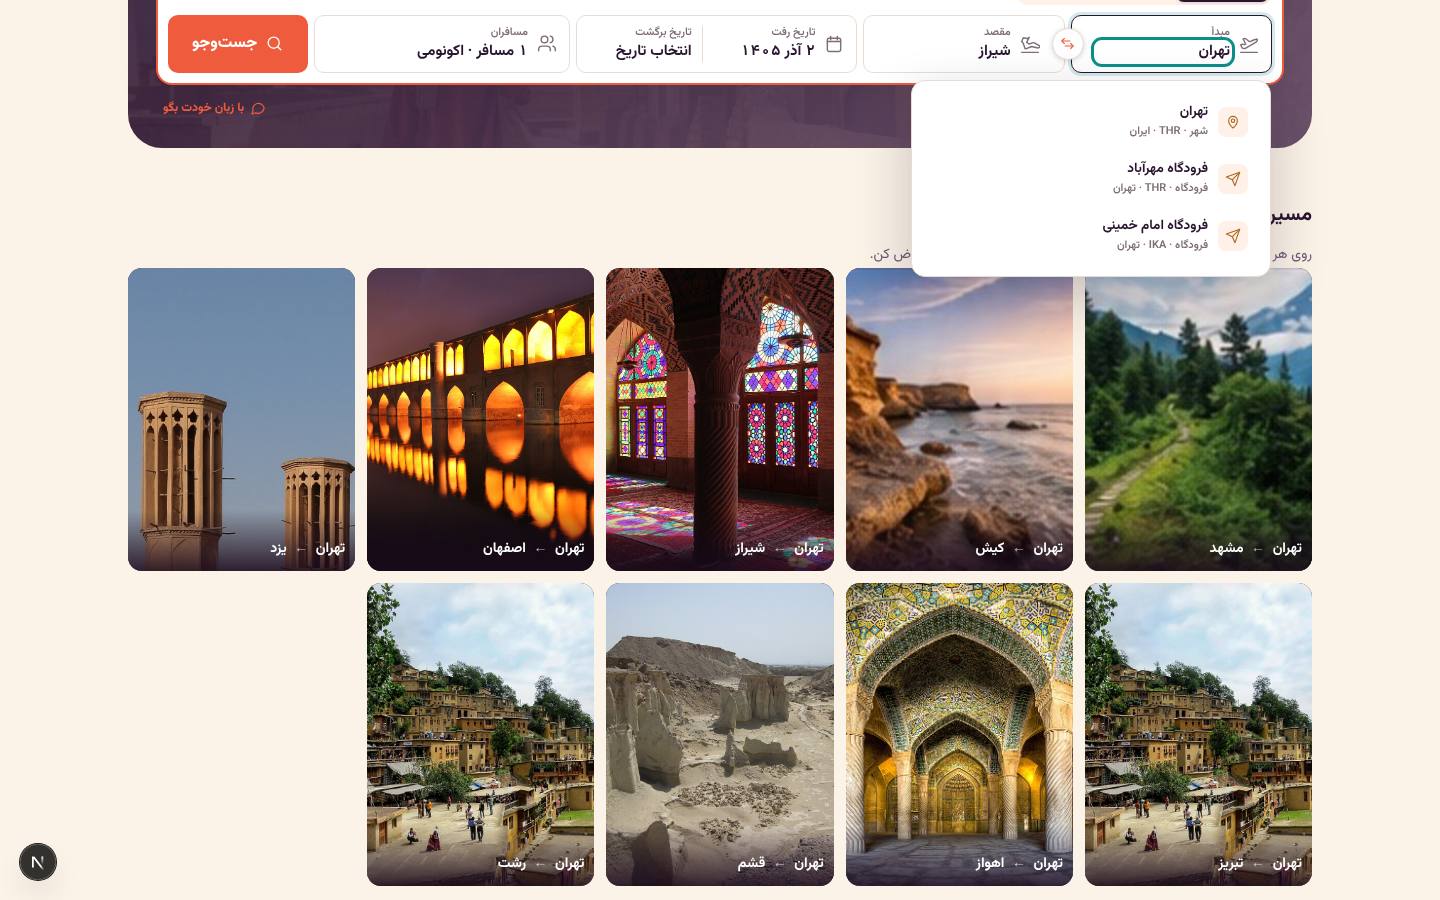 مبدأ
تهران
مقصد
شیراز
تاریخ رفت
۲ آذر ۱۴۰۵
تاریخ برگشت
انتخاب تاریخ
مسافران
۱ مسافر · اکونومی
جست‌وجو
با زبان خودت بگو
تهران
شهر · THR · ایران
فرودگاه مهرآباد
فرودگاه · THR · تهران
فرودگاه امام خمینی
فرودگاه · IKA · تهران
روی هر
کن.
تهران ← مشهد
تهران ← کیش
تهران ← شیراز
تهران ← اصفهان
تهران ← یزد
تهران ← تبریز
تهران ← اهواز
تهران ← قشم
تهران ← رشت
N